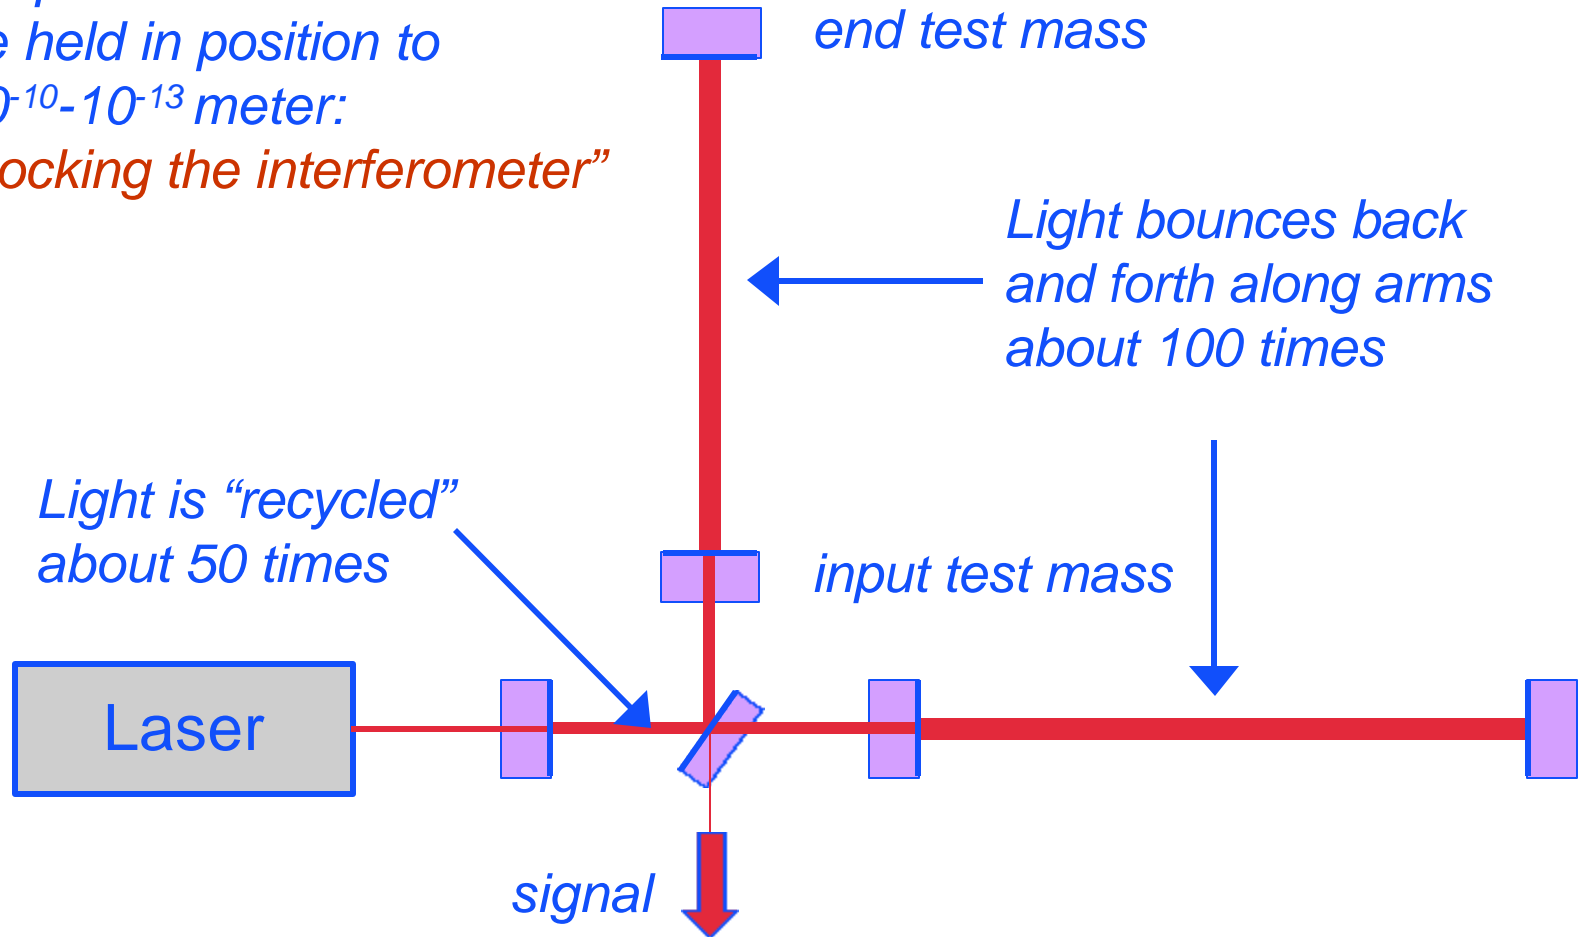 e held in position to
0-10-10-13 meter:
ocking the interferometer”
end test mass
Light bounces back
and forth along arms
about 100 times
Light is “recycled”
about 50 times
input test mass
Laser
signal